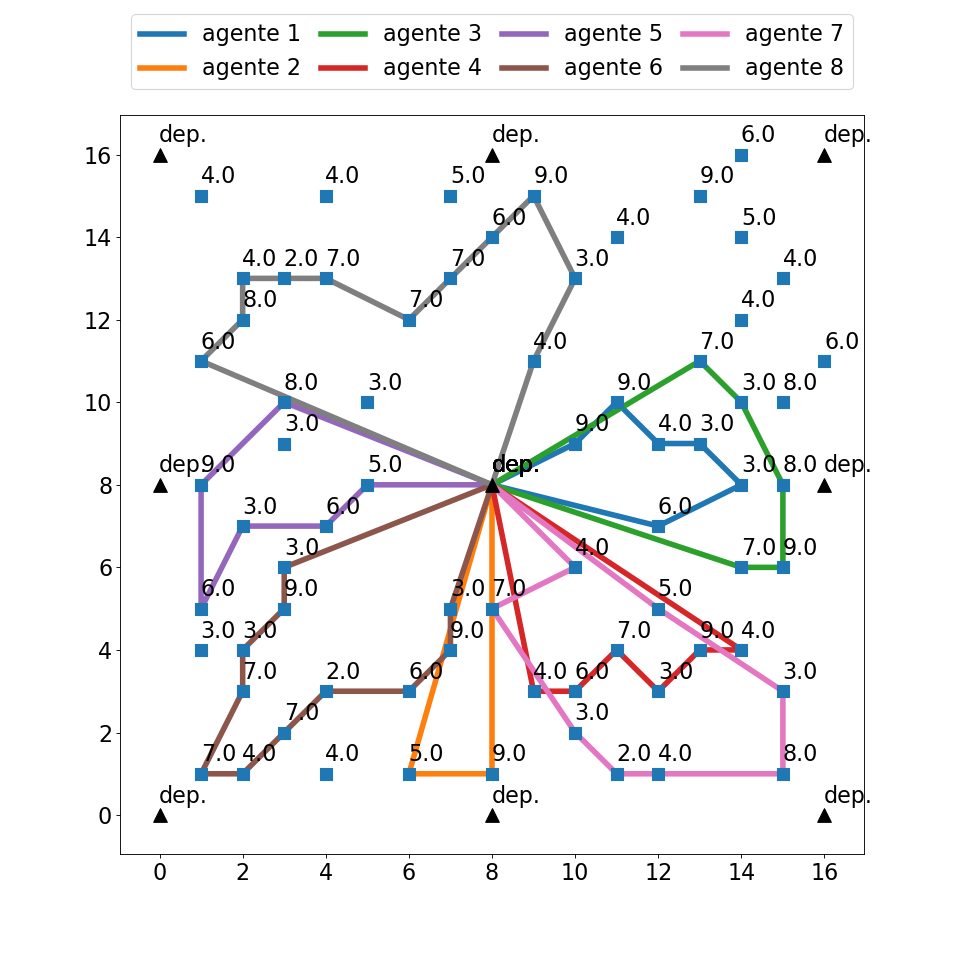 agente 1 agente 3 agente 5 agente 7
agente 2 agente 4 agente 6 agente 8
dep. dep. 6.0 dep.
16
4.0 4.0 5.0 9.0 9.0
6.0 4.0 5.0
14
4.0 2.0 7.0 7.0 3.0 4.0
8.0 7.0 4.0
12
6.0 4.0 7.0 6.0
8.0 3.0 9.0 3.0 8.0
10
3.0 9.0 4.0 3.0
dep. 9.0 5.0 dep. 3.0 8.0 dep.
8
3.0 6.0 6.0
3.0 4.0 7.0 9.0
6
6.0 9.0 3.0 7.0 5.0
3.0 3.0 9.0 7.0 9.0 4.0
4
7.0 2.0 6.0 4.0 6.0 3.0 3.0
7.0 3.0
2
7.0 4.0 4.0 5.0 9.0 2.0 4.0 8.0
dep. dep. dep.
0
0 2 4 6 8 10 12 14 16